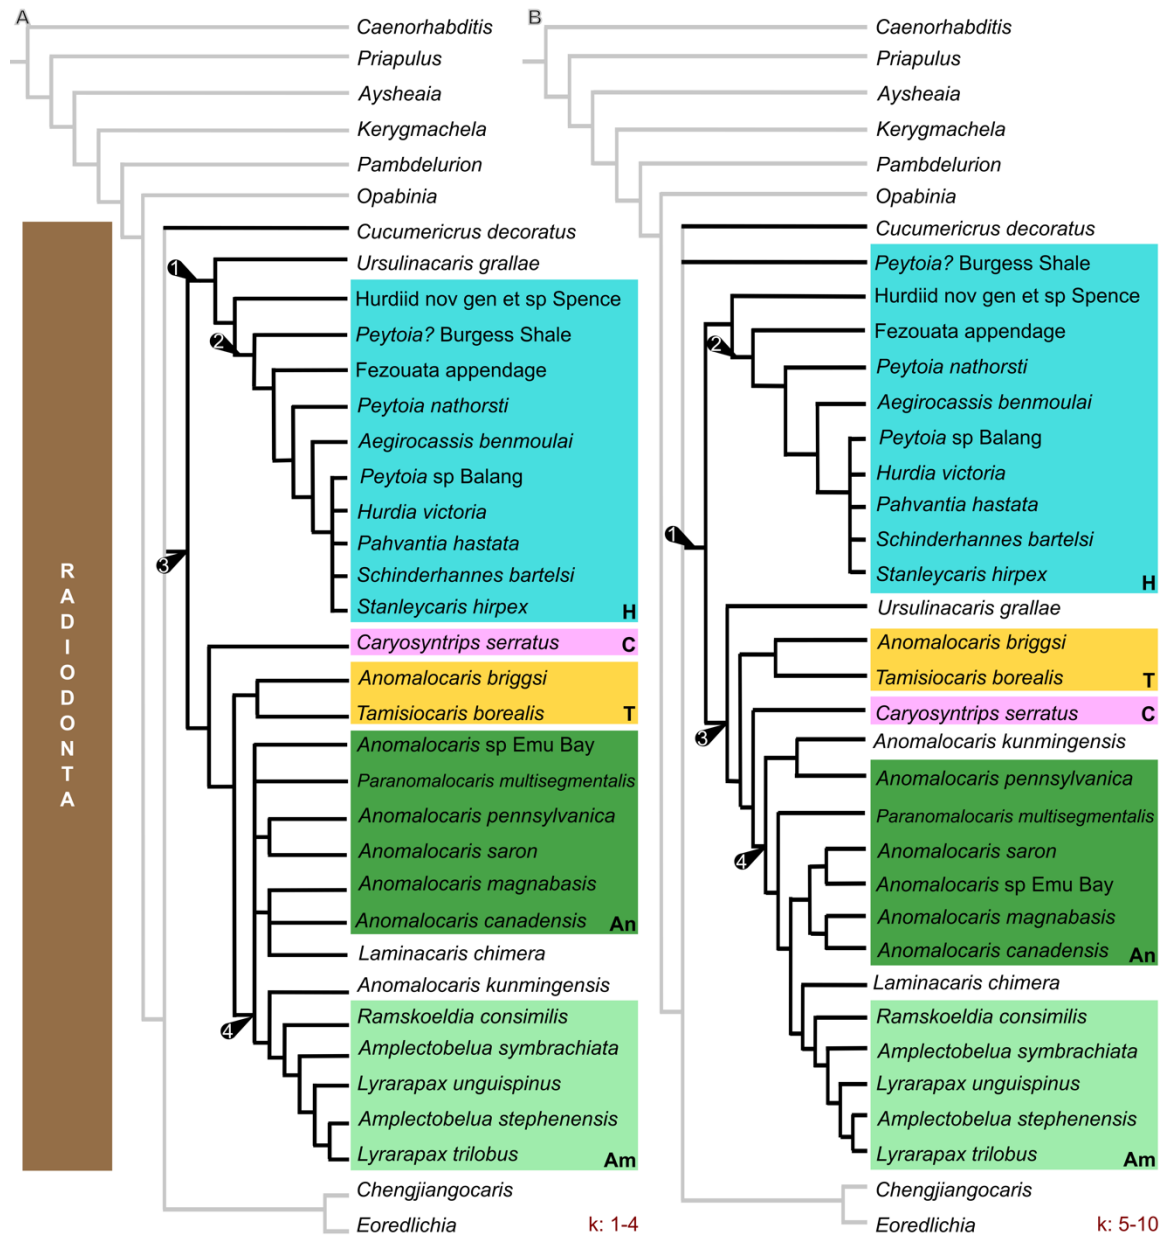 A
Caenorhabditis
Priapulus
Aysheaia
Kerygmachela
Pambdelurion
Opabinia
RADIODONTA
Cucumericrus decoratus
1
Ursulinacaris grallae
Hurdiid nov gen et sp Spence
2
Peytoia? Burgess Shale
Fezouata appendage
Peytoia nathorsti
Aegirocassis benmoulai
Peytoia sp Balang
Hurdia victoria
Pahvantia hastata
3
Schinderhannes bartelsi
Stanleycaris hirpex H
Caryosyntrips serratus C
Anomalocaris briggsi
Tamisiocaris borealis T
Anomalocaris sp Emu Bay
Paranomalocaris multisegmentalis
Anomalocaris pennsylvanica
Anomalocaris saron
Anomalocaris magnabasis
Anomalocaris canadensis An
Laminacaris chimera
Anomalocaris kunmingensis
4
Ramskoeldia consimilis
Amplectobelua symbrachiata
Lyrarapax unguispinus
Amplectobelua stephenensis
Lyrarapax trilobus Am
Chengjiangocaris
Eoredlichia k: 1-4
B
Caenorhabditis
Priapulus
Aysheaia
Kerygmachela
Pambdelurion
Opabinia
Cucumericrus decoratus
Peytoia? Burgess Shale
Hurdiid nov gen et sp Spence
2
Fezouata appendage
Peytoia nathorsti
Aegirocassis benmoulai
Peytoia sp Balang
Hurdia victoria
Pahvantia hastata
1
Schinderhannes bartelsi
Stanleycaris hirpex H
Ursulinacaris grallae
Anomalocaris briggsi
Tamisiocaris borealis T
Caryosyntrips serratus C
3
Anomalocaris kunmingensis
Anomalocaris pennsylvanica
Paranomalocaris multisegmentalis
4
Anomalocaris saron
Anomalocaris sp Emu Bay
Anomalocaris magnabasis
Anomalocaris canadensis An
Laminacaris chimera
Ramskoeldia consimilis
Amplectobelua symbrachiata
Lyrarapax unguispinus
Amplectobelua stephenensis
Lyrarapax trilobus Am
Chengjiangocaris
Eoredlichia k: 5-10